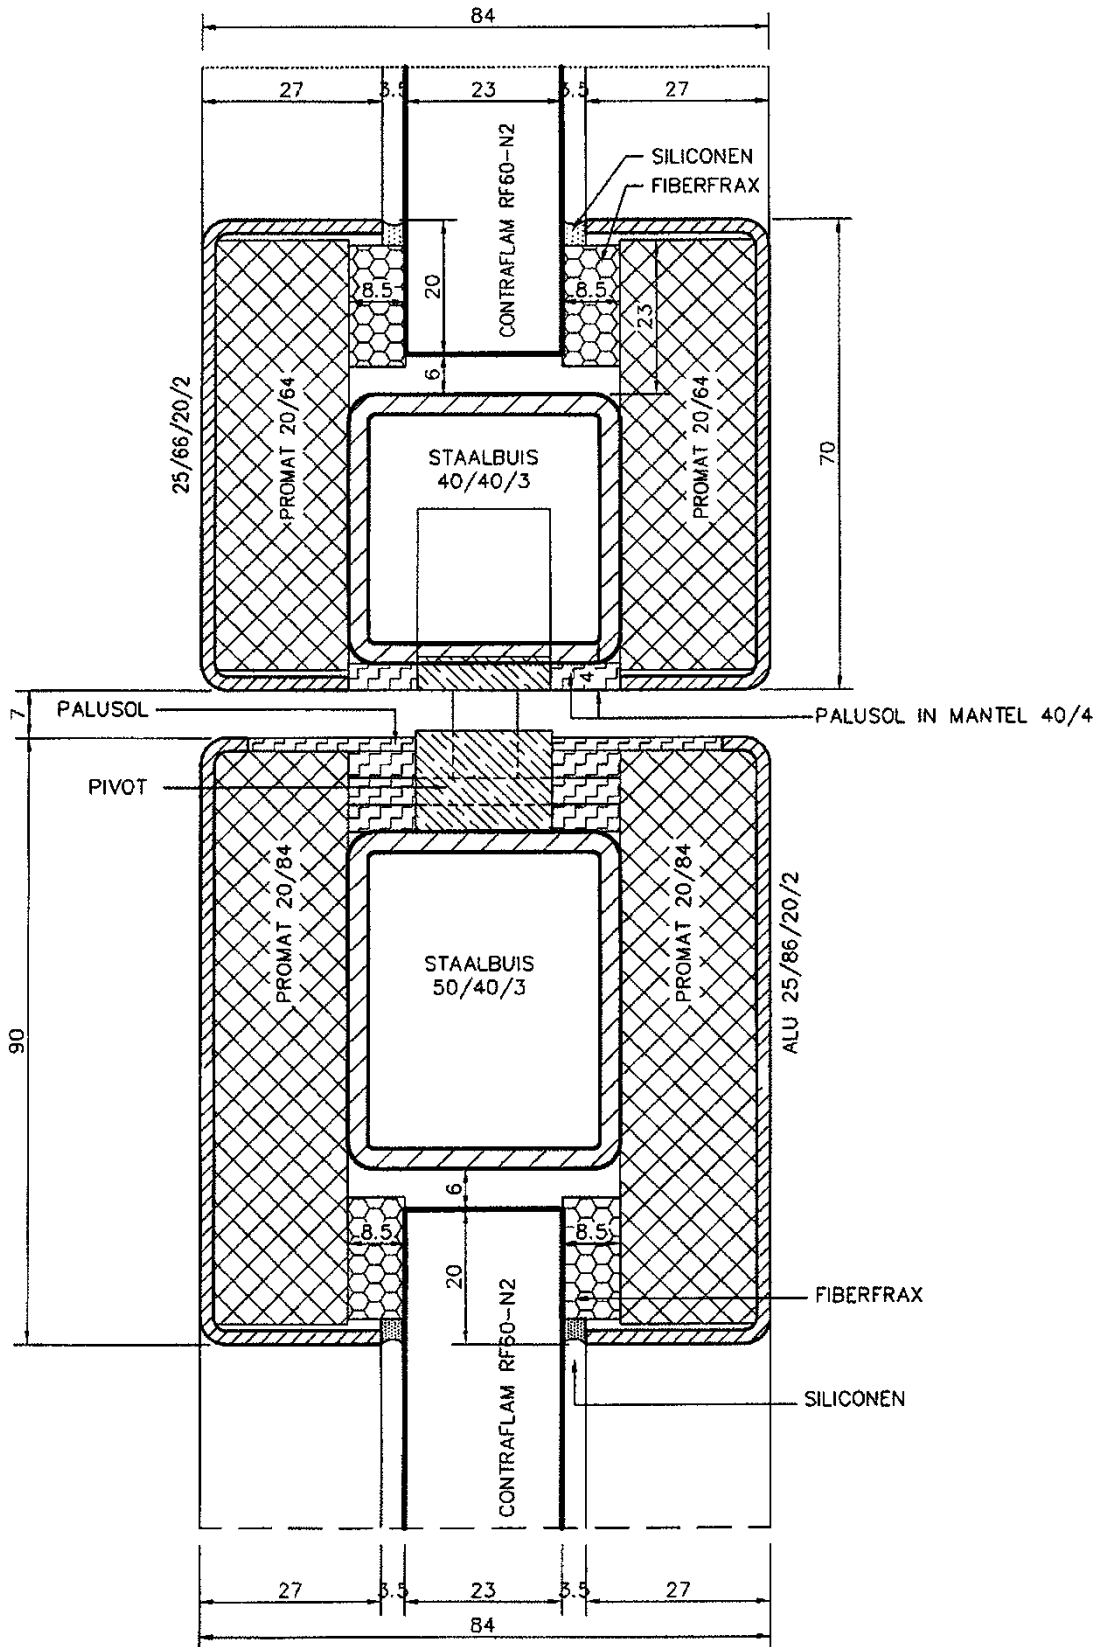 84
27
3.5
23
3.5
27
CONTRAFLAM RF60-N2
SILICONEN
FIBERFRAX
8.5
20
8.5
23
6
25/66/20/2
PROMAT 20/64
STAALBUIS
40/40/3
PROMAT 20/64
70
4
7
PALUSOL
PALUSOL IN MANTEL 40/4
PIVOT
PROMAT 20/84
STAALBUIS
50/40/3
PROMAT 20/84
ALU 25/86/20/2
90
6
8.5
20
8.5
FIBERFRAX
CONTRAFLAM RF60-N2
SILICONEN
27
3.5
23
3.5
27
84